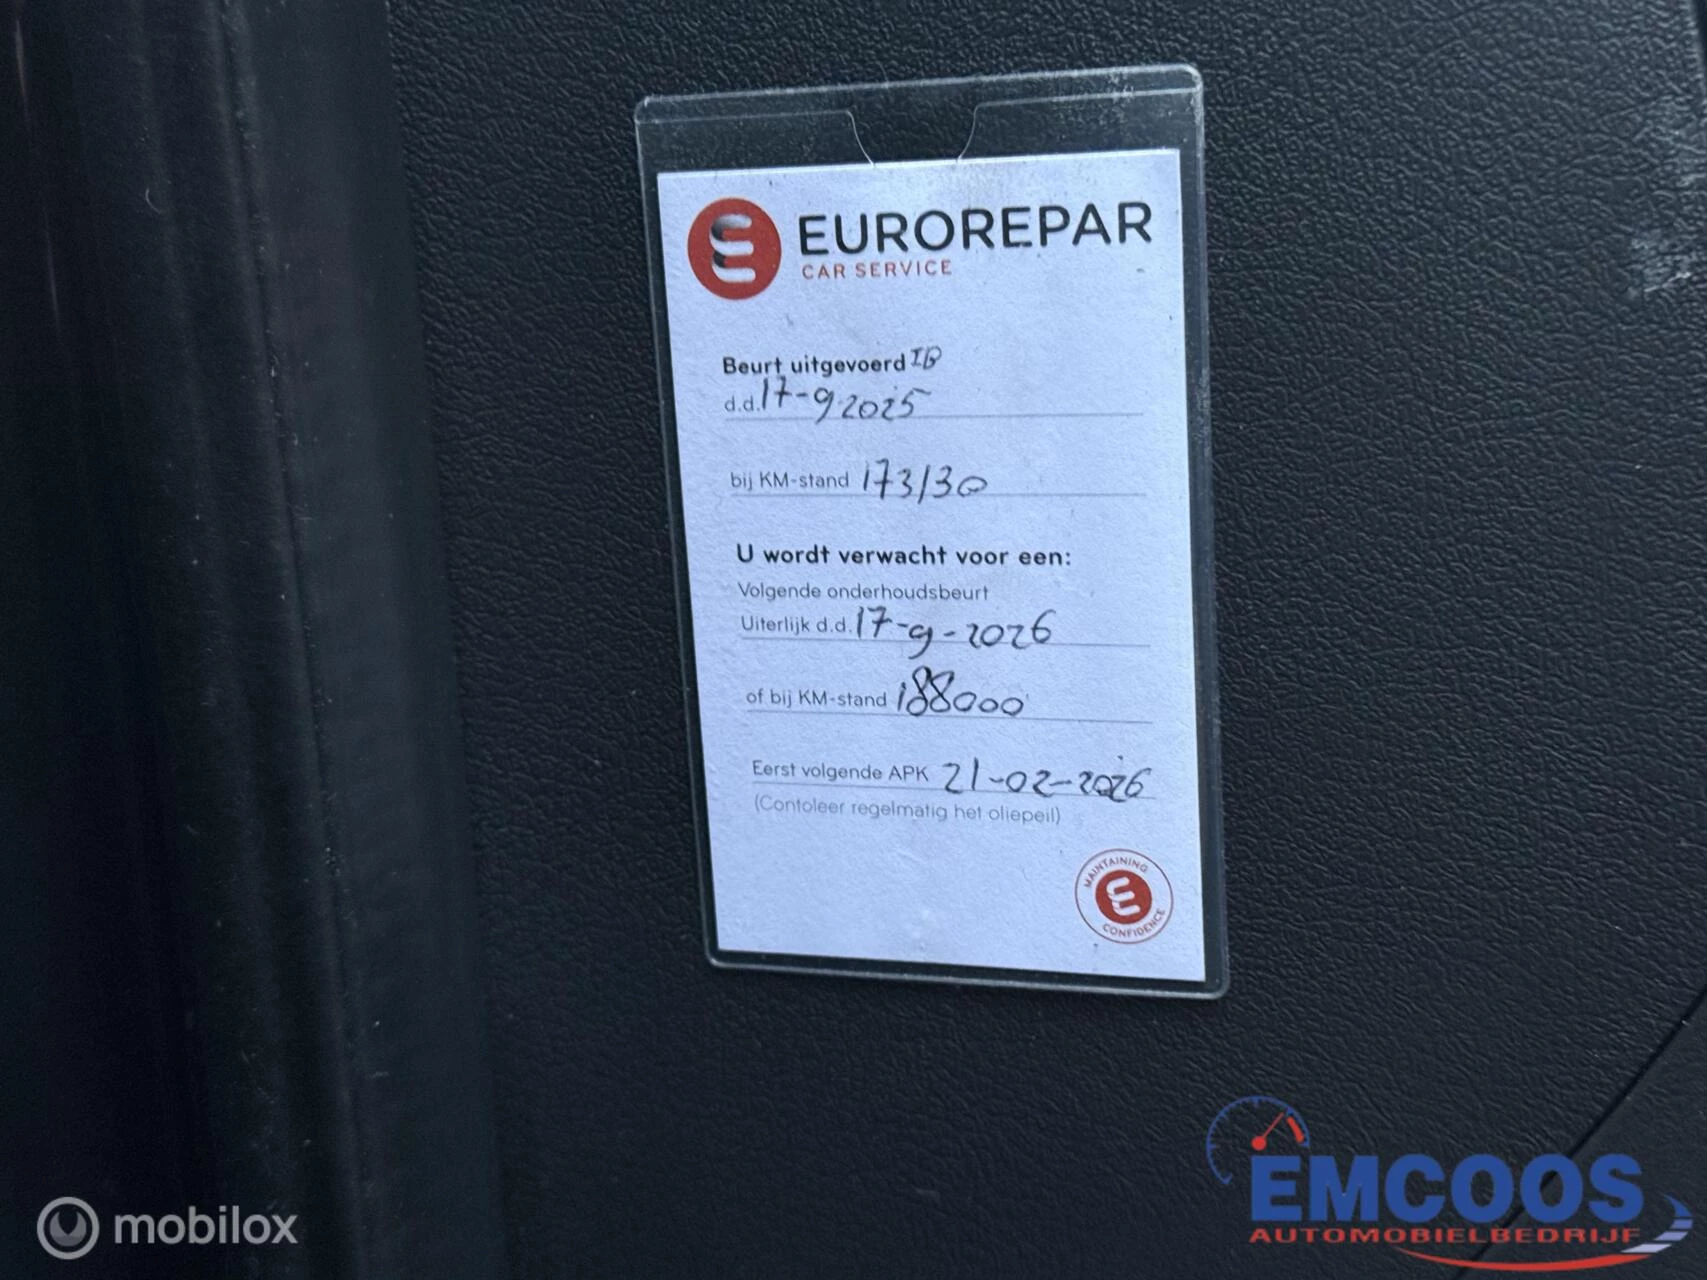 EUROREPAR
CAR SERVICE
Beurt uitgevoerd IB
d.d. 17-9-2025
bij KM-stand 173130
U wordt verwacht voor een:
Volgende onderhoudsbeurt
Uiterlijk d.d. 17-9-2026
of bij KM-stand 188000
Eerst volgende APK 21-02-2026
(Contoleer regelmatig het oliepeil)
MAINTAINING
CONFIDENCE
mobilox
EMCOOS
AUTOMOBIELBEDRIJF